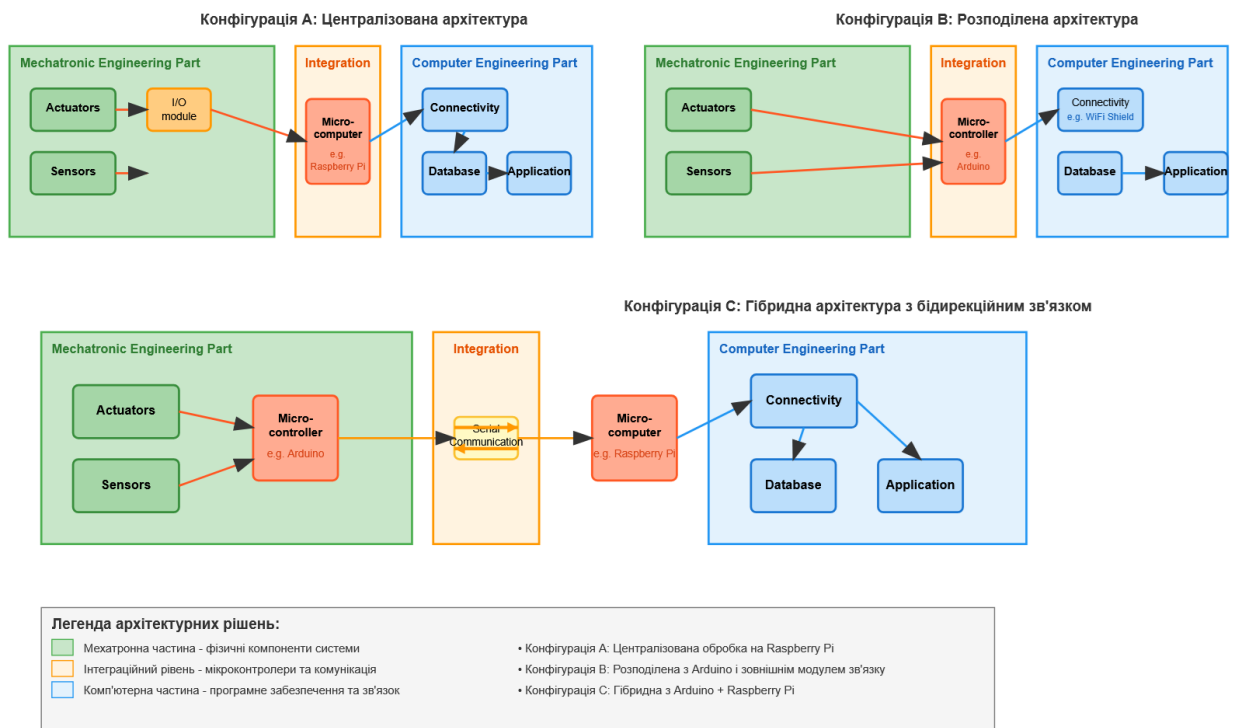 Конфігурація A: Централізована архітектура
Mechatronic Engineering Part
Integration
Computer Engineering Part
Actuators
I/O
module
Sensors
Micro-
computer
e.g.
Raspberry Pi
Connectivity
Database
Application
Конфігурація B: Розподілена архітектура
Mechatronic Engineering Part
Integration
Computer Engineering Part
Actuators
Sensors
Micro-
controller
e.g.
Arduino
Connectivity
e.g. WiFi Shield
Database
Application
Конфігурація C: Гібридна архітектура з бідирекційним зв'язком
Mechatronic Engineering Part
Integration
Computer Engineering Part
Actuators
Sensors
Micro-
controller
e.g. Arduino
Serial
Communication
Micro-
computer
e.g. Raspberry Pi
Connectivity
Database
Application
Легенда архітектурних рішень:
Мехатронна частина - фізичні компоненти системи
Інтеграційний рівень - мікроконтролери та комунікація
Комп'ютерна частина - програмне забезпечення та зв'язок
• Конфігурація A: Централізована обробка на Raspberry Pi
• Конфігурація B: Розподілена з Arduino і зовнішнім модулем зв'язку
• Конфігурація C: Гібридна з Arduino + Raspberry Pi